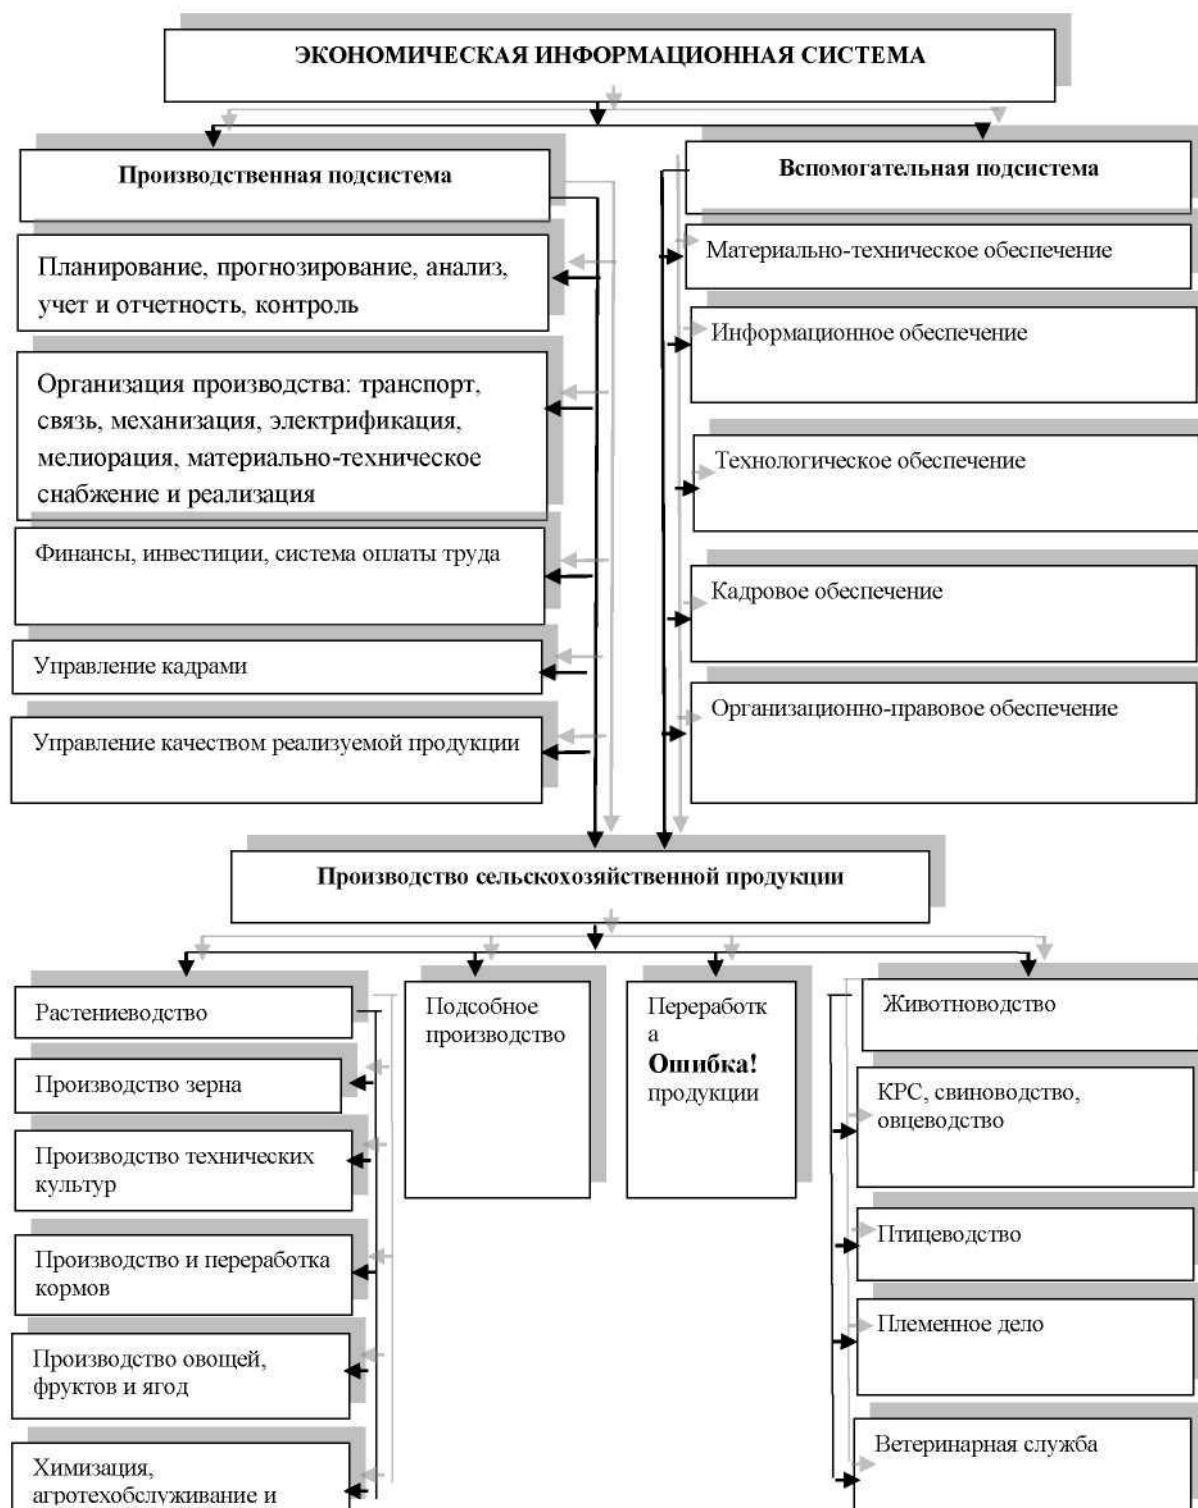 ЭКОНОМИЧЕСКАЯ ИНФОРМАЦИОННАЯ СИСТЕМА
Производственная подсистема
Планирование, прогнозирование, анализ,
учет и отчетность, контроль
Организация производства: транспорт,
связь, механизация, электрификация,
мелиорация, материально-техническое
снабжение и реализация
Финансы, инвестиции, система оплаты труда
Управление кадрами
Управление качеством реализуемой продукции
Вспомогательная подсистема
Материально-техническое обеспечение
Информационное обеспечение
Технологическое обеспечение
Кадровое обеспечение
Организационно-правовое обеспечение
Производство сельскохозяйственной продукции
Растениеводство
Производство зерна
Производство технических
культур
Производство и переработка
кормов
Производство овощей,
фруктов и ягод
Химизация,
агротехобслуживание и
Подсобное
производство
Переработк
а
Ошибка!
продукции
Животноводство
КРС, свиноводство,
овцеводство
Птицеводство
Племенное дело
Ветеринарная служба